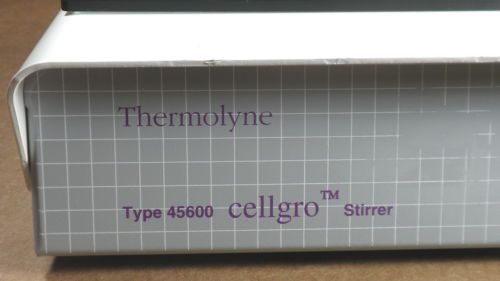 Thermolyne
Type 45600 cellgro™ Stirrer